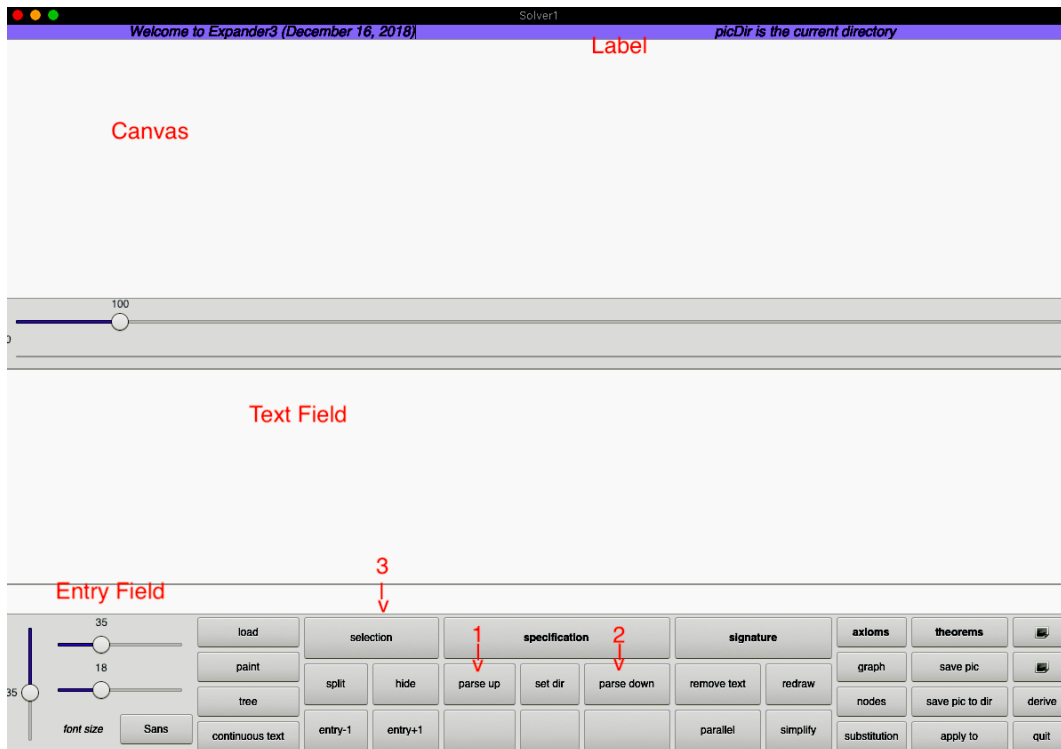 Solver1
Welcome to Expander3 (December 16, 2018)
picDir is the current directory
Label
Canvas
100
0
Text Field
3
Entry Field
35
18
35
font size
Sans
load
paint
tree
continuous text
selection
split
hide
entry-1
entry+1
1
specification
2
parse up
set dir
parse down
signature
remove text
redraw
parallel
simplify
axioms
graph
nodes
substitution
theorems
save pic
save pic to dir
apply to
derive
quit